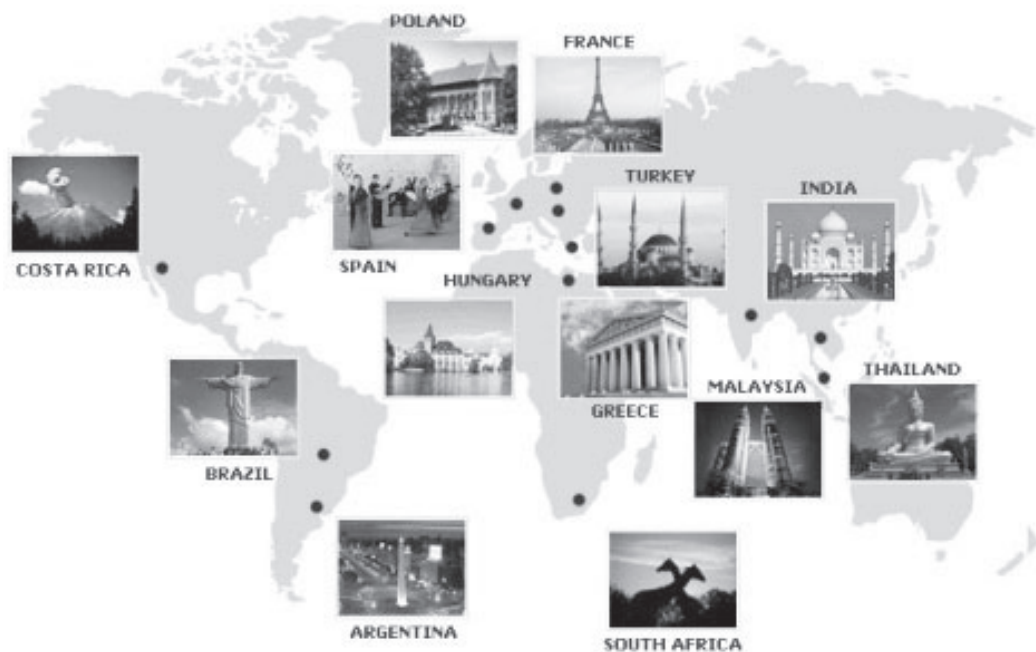 POLAND
FRANCE
TURKEY
INDIA
COSTA RICA
SPAIN
HUNGARY
THAILAND
MALAYSIA
GREECE
BRAZIL
ARGENTINA
SOUTH AFRICA